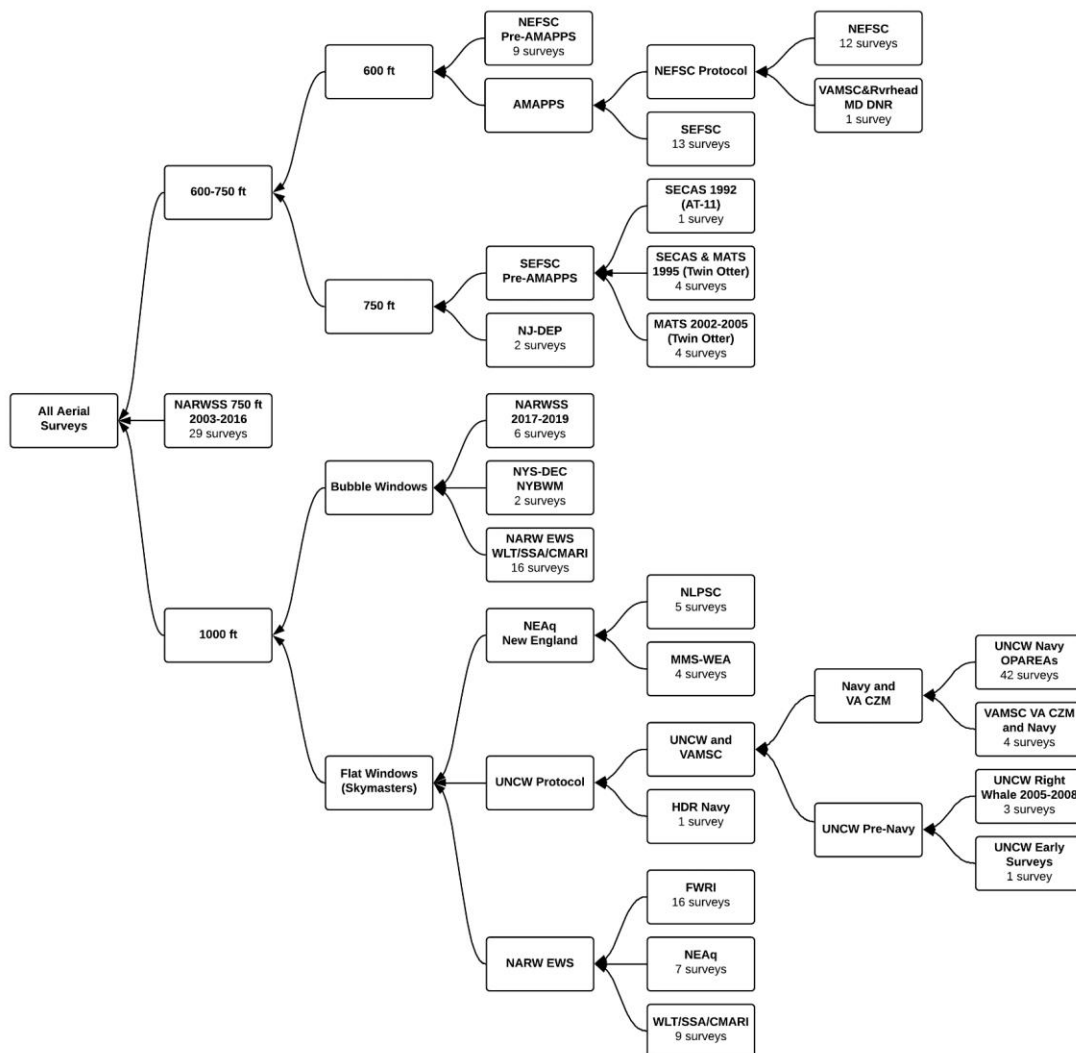 All Aerial
Surveys
600-750 ft
NARWSS 750 ft
2003-2016
29 surveys
1000 ft
600 ft
750 ft
Bubble Windows
Flat Windows
(Skymasters)
NEFSC
Pre-AMAPPS
9 surveys
AMAPPS
SEFSC
Pre-AMAPPS
NJ-DEP
2 surveys
NARWSS
2017-2019
6 surveys
NYS-DEC
NYBWM
2 surveys
NARW EWS
WLT/SSA/CMARI
16 surveys
NEAq
New England
UNCW Protocol
NARW EWS
NEFSC Protocol
SEFSC
13 surveys
SECAS 1992
(AT-11)
1 survey
SECAS & MATS
1995 (Twin Otter)
4 surveys
MATS 2002-2005
(Twin Otter)
4 surveys
NLPSC
5 surveys
MMS-WEA
4 surveys
UNCW and
VAMSC
HDR Navy
1 survey
FWRI
16 surveys
NEAq
7 surveys
WLT/SSA/CMARI
9 surveys
NEFSC
12 surveys
VAMSC&Rvrhead
MD DNR
1 survey
Navy and
VA CZM
UNCW Pre-Navy
UNCW Navy
OPAREAs
42 surveys
VAMSC VA CZM
and Navy
4 surveys
UNCW Right
Whale 2005-2008
3 surveys
UNCW Early
Surveys
1 survey